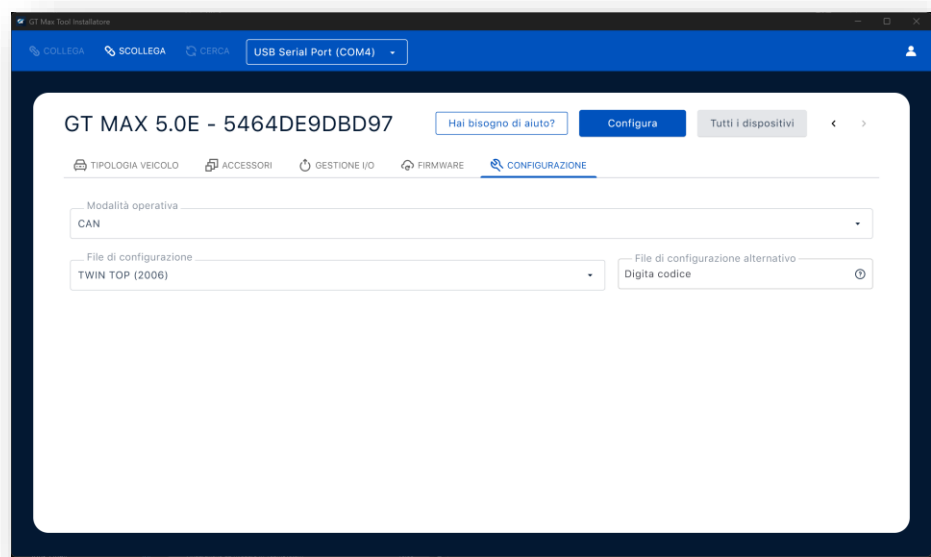 GT Max Tool Installatore
COLLEGA SCOLLEGA CERCA USB Serial Port (COM4)
GT MAX 5.0E - 5464DE9DBD97 Hai bisogno di aiuto? Configura Tutti i dispositivi
TIPOLOGIA VEICOLO ACCESSORI GESTIONE I/O FIRMWARE CONFIGURAZIONE
Modalità operativa
CAN
File di configurazione File di configurazione alternativo
TWIN TOP (2006) Digita codice